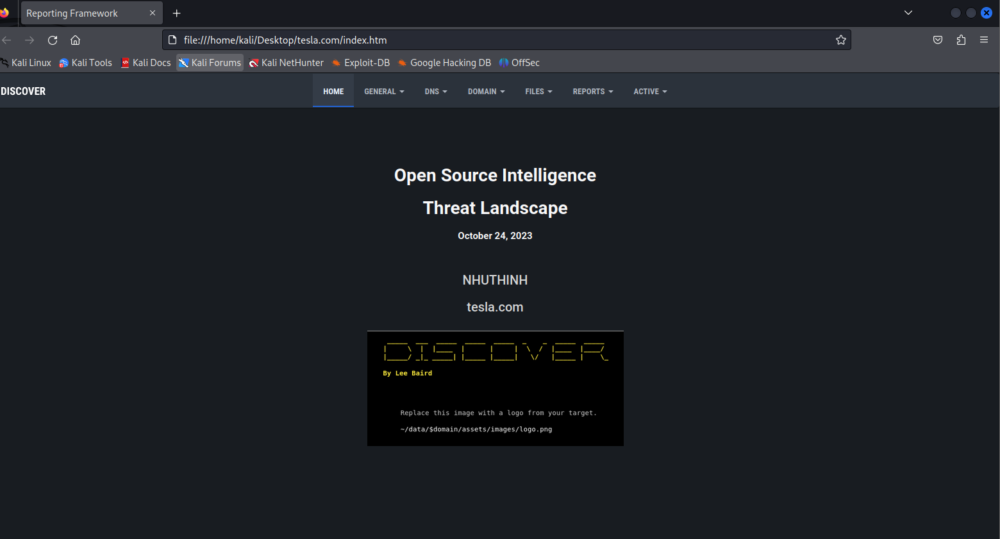 Reporting Framework
file:///home/kali/Desktop/tesla.com/index.htm
Kali Linux Kali Tools Kali Docs Kali Forums Kali NetHunter Exploit-DB Google Hacking DB OffSec
DISCOVER HOME GENERAL DNS DOMAIN FILES REPORTS ACTIVE
Open Source Intelligence
Threat Landscape
October 24, 2023
NHUTHINH
tesla.com
DISCOVER
By Lee Baird
Replace this image with a logo from your target.
~/data/$domain/assets/images/logo.png